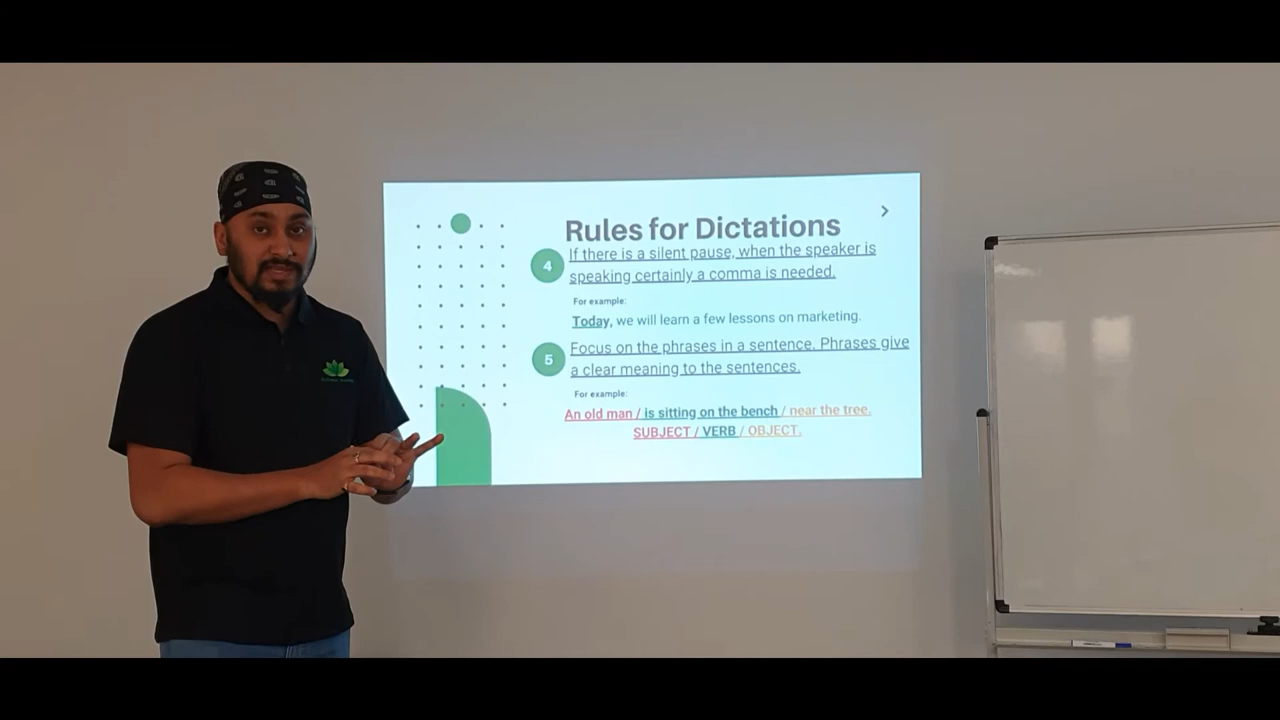 Rules for Dictations
4
If there is a silent pause, when the speaker is
speaking certainly a comma is needed.
For example:
Today, we will learn a few lessons on marketing.
5
Focus on the phrases in a sentence. Phrases give
a clear meaning to the sentences.
For example:
An old man / is sitting on the bench / near the tree.
SUBJECT / VERB / OBJECT.